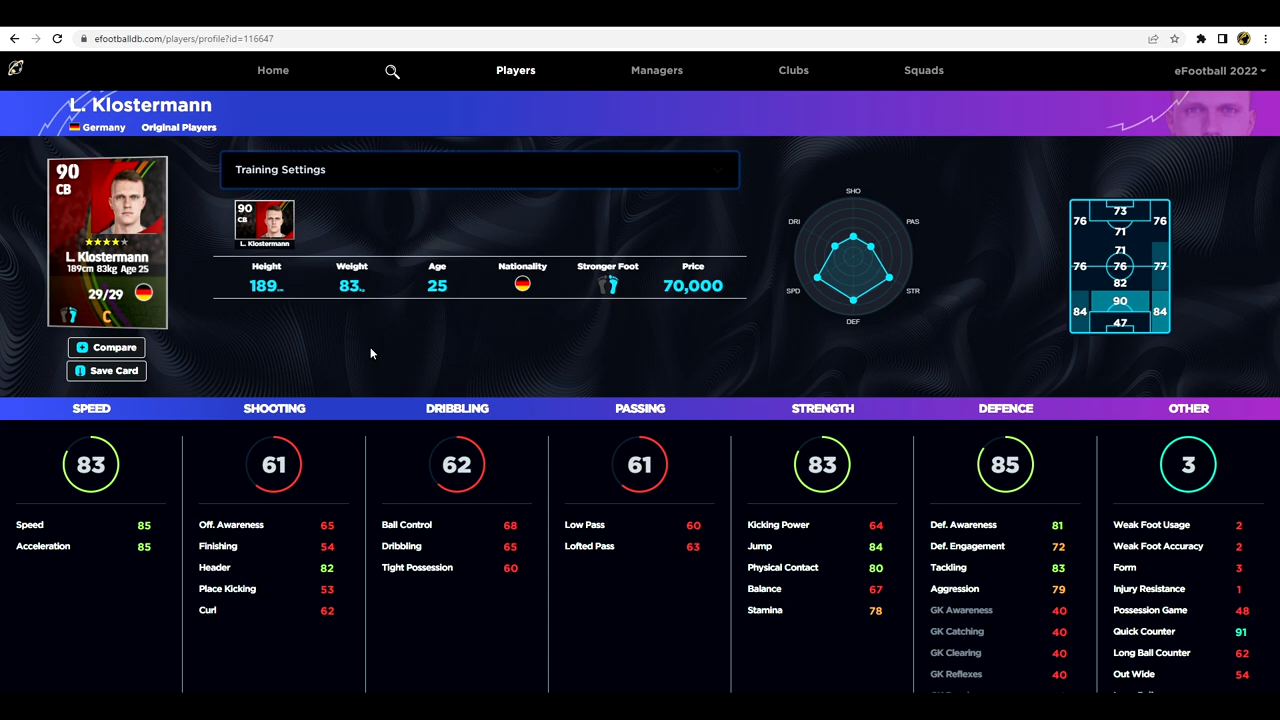 efootballdb.com/players/profile?id=116647
Home Players Managers Clubs Squads eFootball 2022
L. Klostermann
Germany Original Players
90
CB
L. Klostermann
189cm 83kg Age 25
29/29
C
Compare
Save Card
Training Settings
90
CB
L. Klostermann
Height Weight Age Nationality Stronger Foot Price
189 83 25 70,000
SHO
DRI PAS
SPD STR
DEF
73
76 76
71
71
76 76 77
82
90
84 84
47
SPEED SHOOTING DRIBBLING PASSING STRENGTH DEFENCE OTHER
83 61 62 61 83 85 3
Speed 85
Acceleration 85
Off. Awareness 65
Finishing 54
Header 82
Place Kicking 53
Curl 62
Ball Control 68
Dribbling 65
Tight Possession 60
Low Pass 60
Lofted Pass 63
Kicking Power 64
Jump 84
Physical Contact 80
Balance 67
Stamina 78
Def. Awareness 81
Def. Engagement 72
Tackling 83
Aggression 79
GK Awareness 40
GK Catching 40
GK Clearing 40
GK Reflexes 40
Weak Foot Usage 2
Weak Foot Accuracy 2
Form 3
Injury Resistance 1
Possession Game 48
Quick Counter 91
Long Ball Counter 62
Out Wide 54